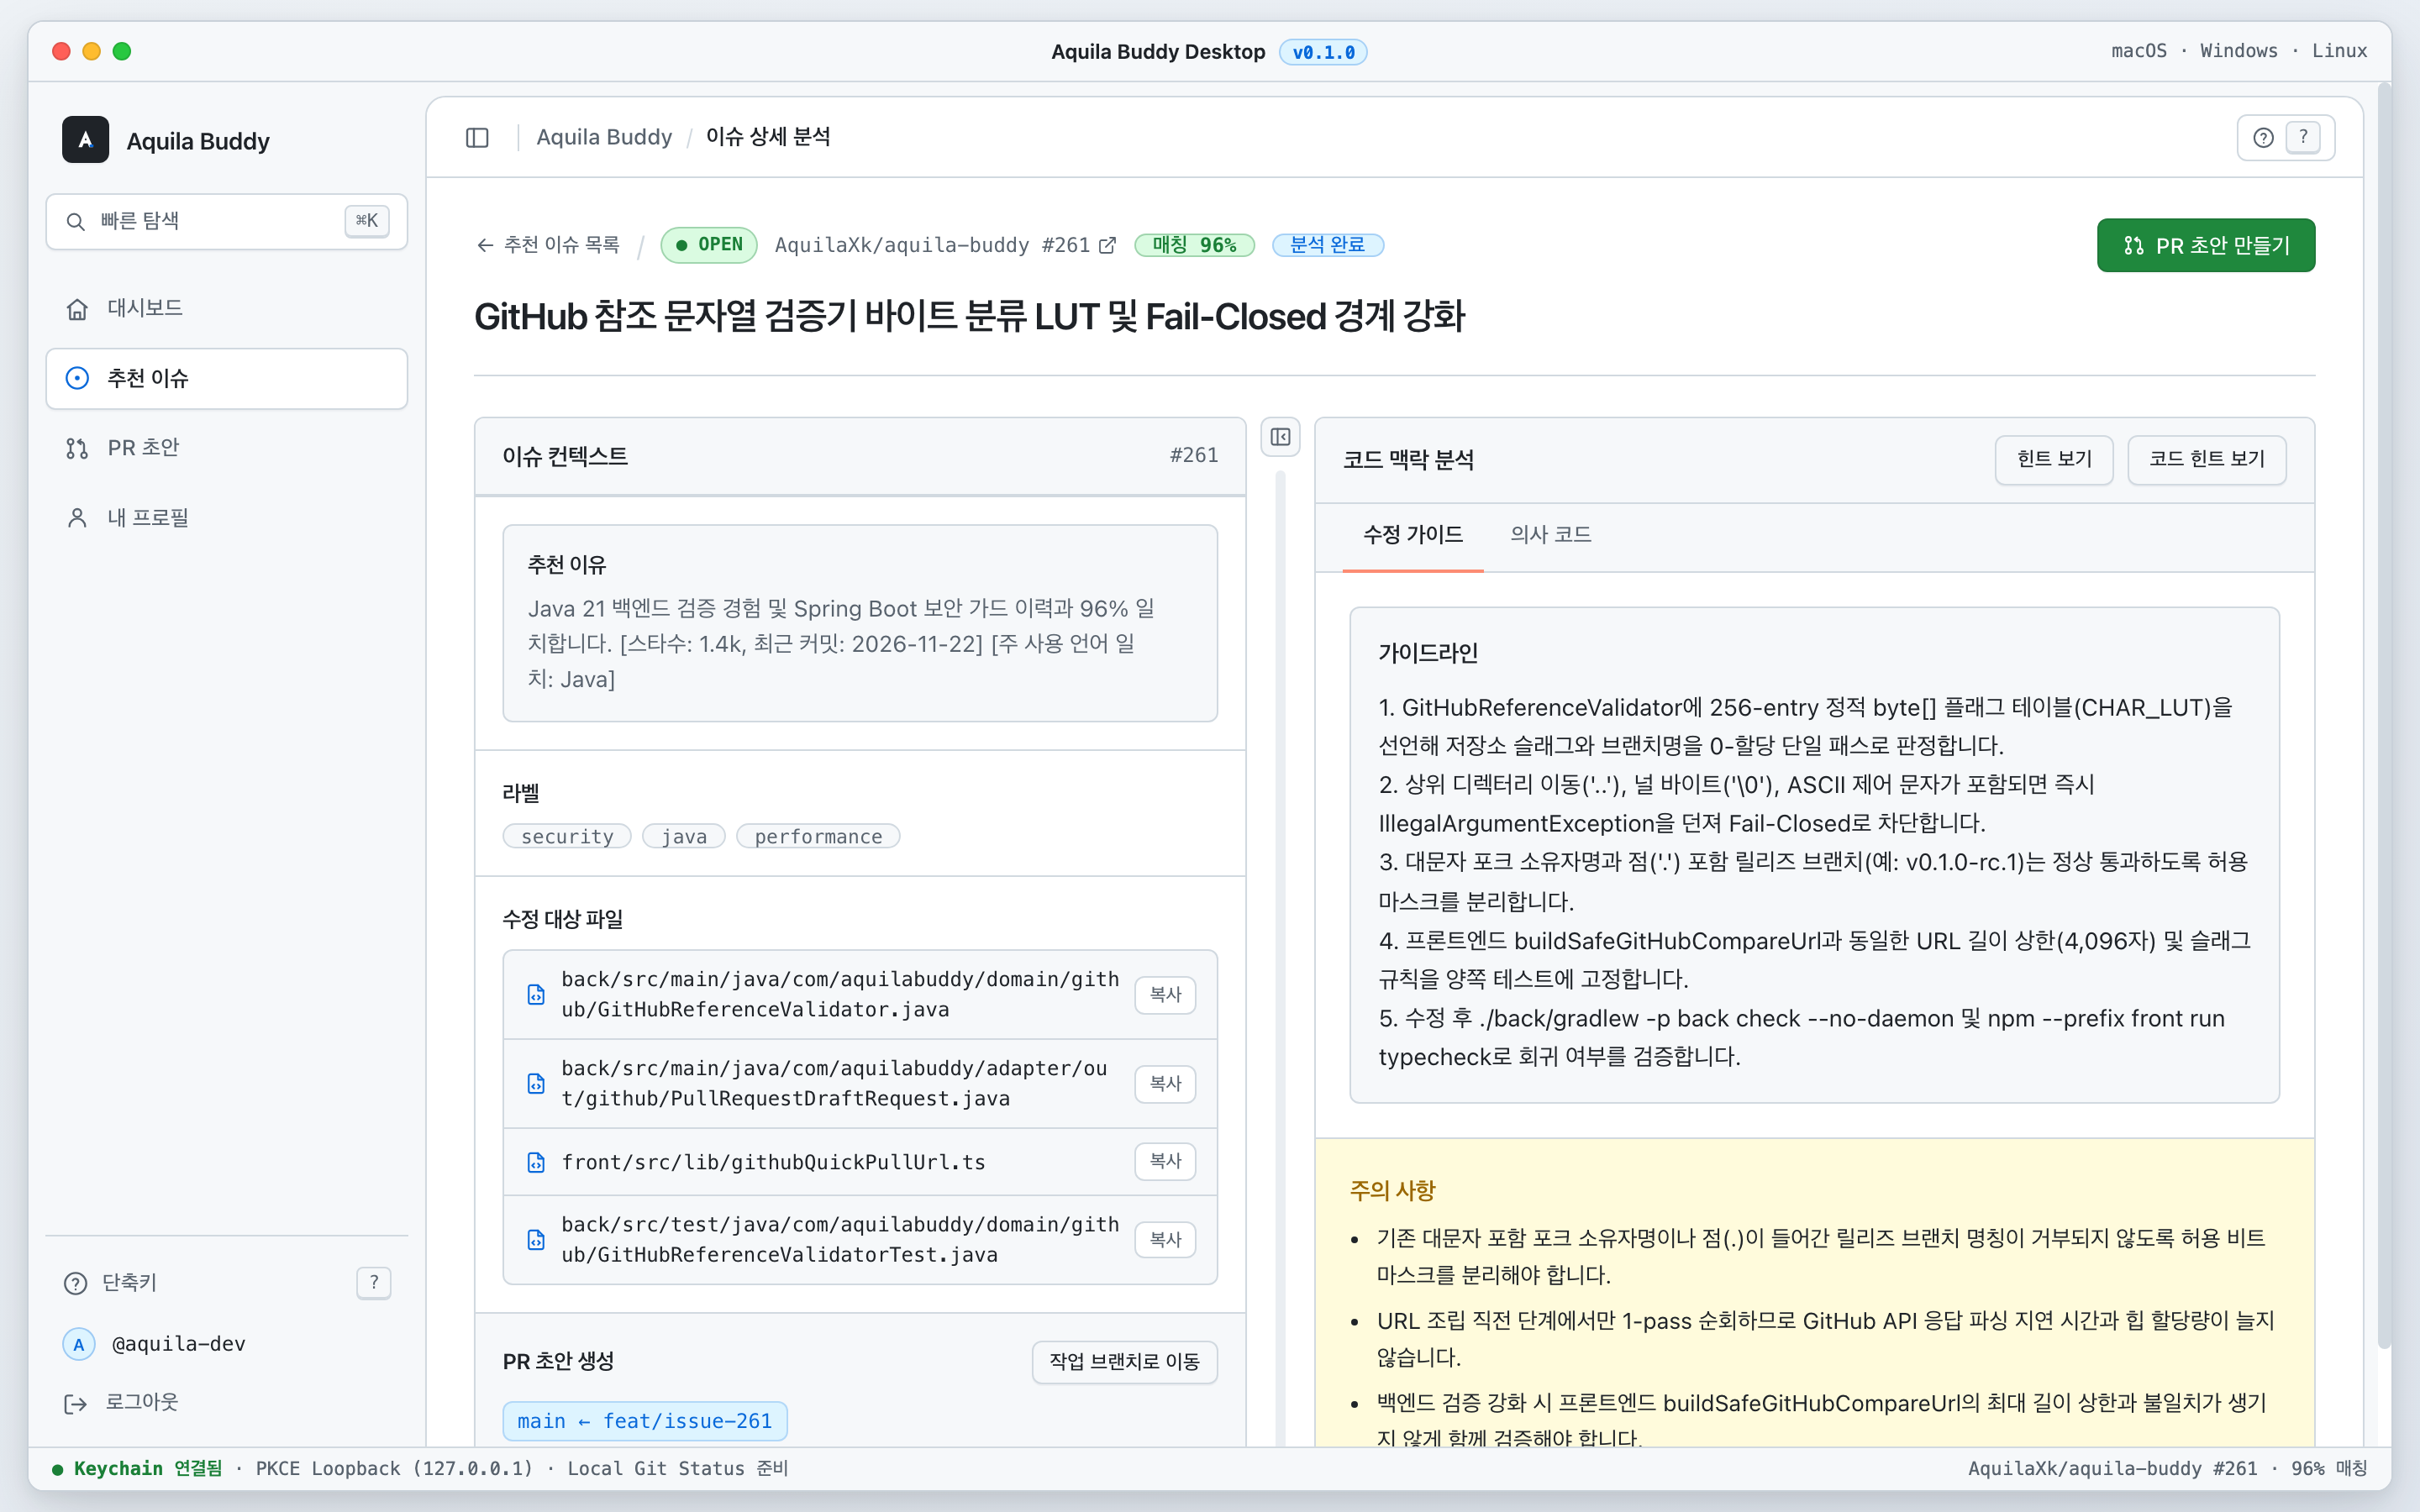 Aquila Buddy Desktop v0.1.0
macOS · Windows · Linux
Aquila Buddy
빠른 탐색 ⌘K
대시보드
추천 이슈
PR 초안
내 프로필
단축키 ?
A @aquila-dev
로그아웃
Aquila Buddy / 이슈 상세 분석
?
← 추천 이슈 목록 / OPEN AquilaXk/aquila-buddy #261 매칭 96% 분석 완료
PR 초안 만들기
GitHub 참조 문자열 검증기 바이트 분류 LUT 및 Fail-Closed 경계 강화
이슈 컨텍스트 #261
추천 이유
Java 21 백엔드 검증 경험 및 Spring Boot 보안 가드 이력과 96% 일
치합니다. [스타수: 1.4k, 최근 커밋: 2026-11-22] [주 사용 언어 일
치: Java]
라벨
security java performance
수정 대상 파일
back/src/main/java/com/aquilabuddy/domain/gith
ub/GitHubReferenceValidator.java
복사
back/src/main/java/com/aquilabuddy/adapter/ou
t/github/PullRequestDraftRequest.java
복사
front/src/lib/githubQuickPullUrl.ts
복사
back/src/test/java/com/aquilabuddy/domain/gith
ub/GitHubReferenceValidatorTest.java
복사
PR 초안 생성
작업 브랜치로 이동
main ← feat/issue-261
코드 맥락 분석
힌트 보기
코드 힌트 보기
수정 가이드
의사 코드
가이드라인
1. GitHubReferenceValidator에 256-entry 정적 byte[] 플래그 테이블(CHAR_LUT)을
선언해 저장소 슬래그와 브랜치명을 0-할당 단일 패스로 판정합니다.
2. 상위 디렉터리 이동('..'), 널 바이트('\0'), ASCII 제어 문자가 포함되면 즉시
IllegalArgumentException을 던져 Fail-Closed로 차단합니다.
3. 대문자 포크 소유자명과 점('.') 포함 릴리즈 브랜치(예: v0.1.0-rc.1)는 정상 통과하도록 허용
마스크를 분리합니다.
4. 프론트엔드 buildSafeGitHubCompareUrl과 동일한 URL 길이 상한(4,096자) 및 슬래그
규칙을 양쪽 테스트에 고정합니다.
5. 수정 후 ./back/gradlew -p back check --no-daemon 및 npm --prefix front run
typecheck로 회귀 여부를 검증합니다.
주의 사항
• 기존 대문자 포함 포크 소유자명이나 점(.)이 들어간 릴리즈 브랜치 명칭이 거부되지 않도록 허용 비트
마스크를 분리해야 합니다.
• URL 조립 직전 단계에서만 1-pass 순회하므로 GitHub API 응답 파싱 지연 시간과 힙 할당량이 늘지
않습니다.
• 백엔드 검증 강화 시 프론트엔드 buildSafeGitHubCompareUrl의 최대 길이 상한과 불일치가 생기
지 않게 함께 검증해야 합니다.
Keychain 연결됨 · PKCE Loopback (127.0.0.1) · Local Git Status 준비
AquilaXk/aquila-buddy #261 · 96% 매칭